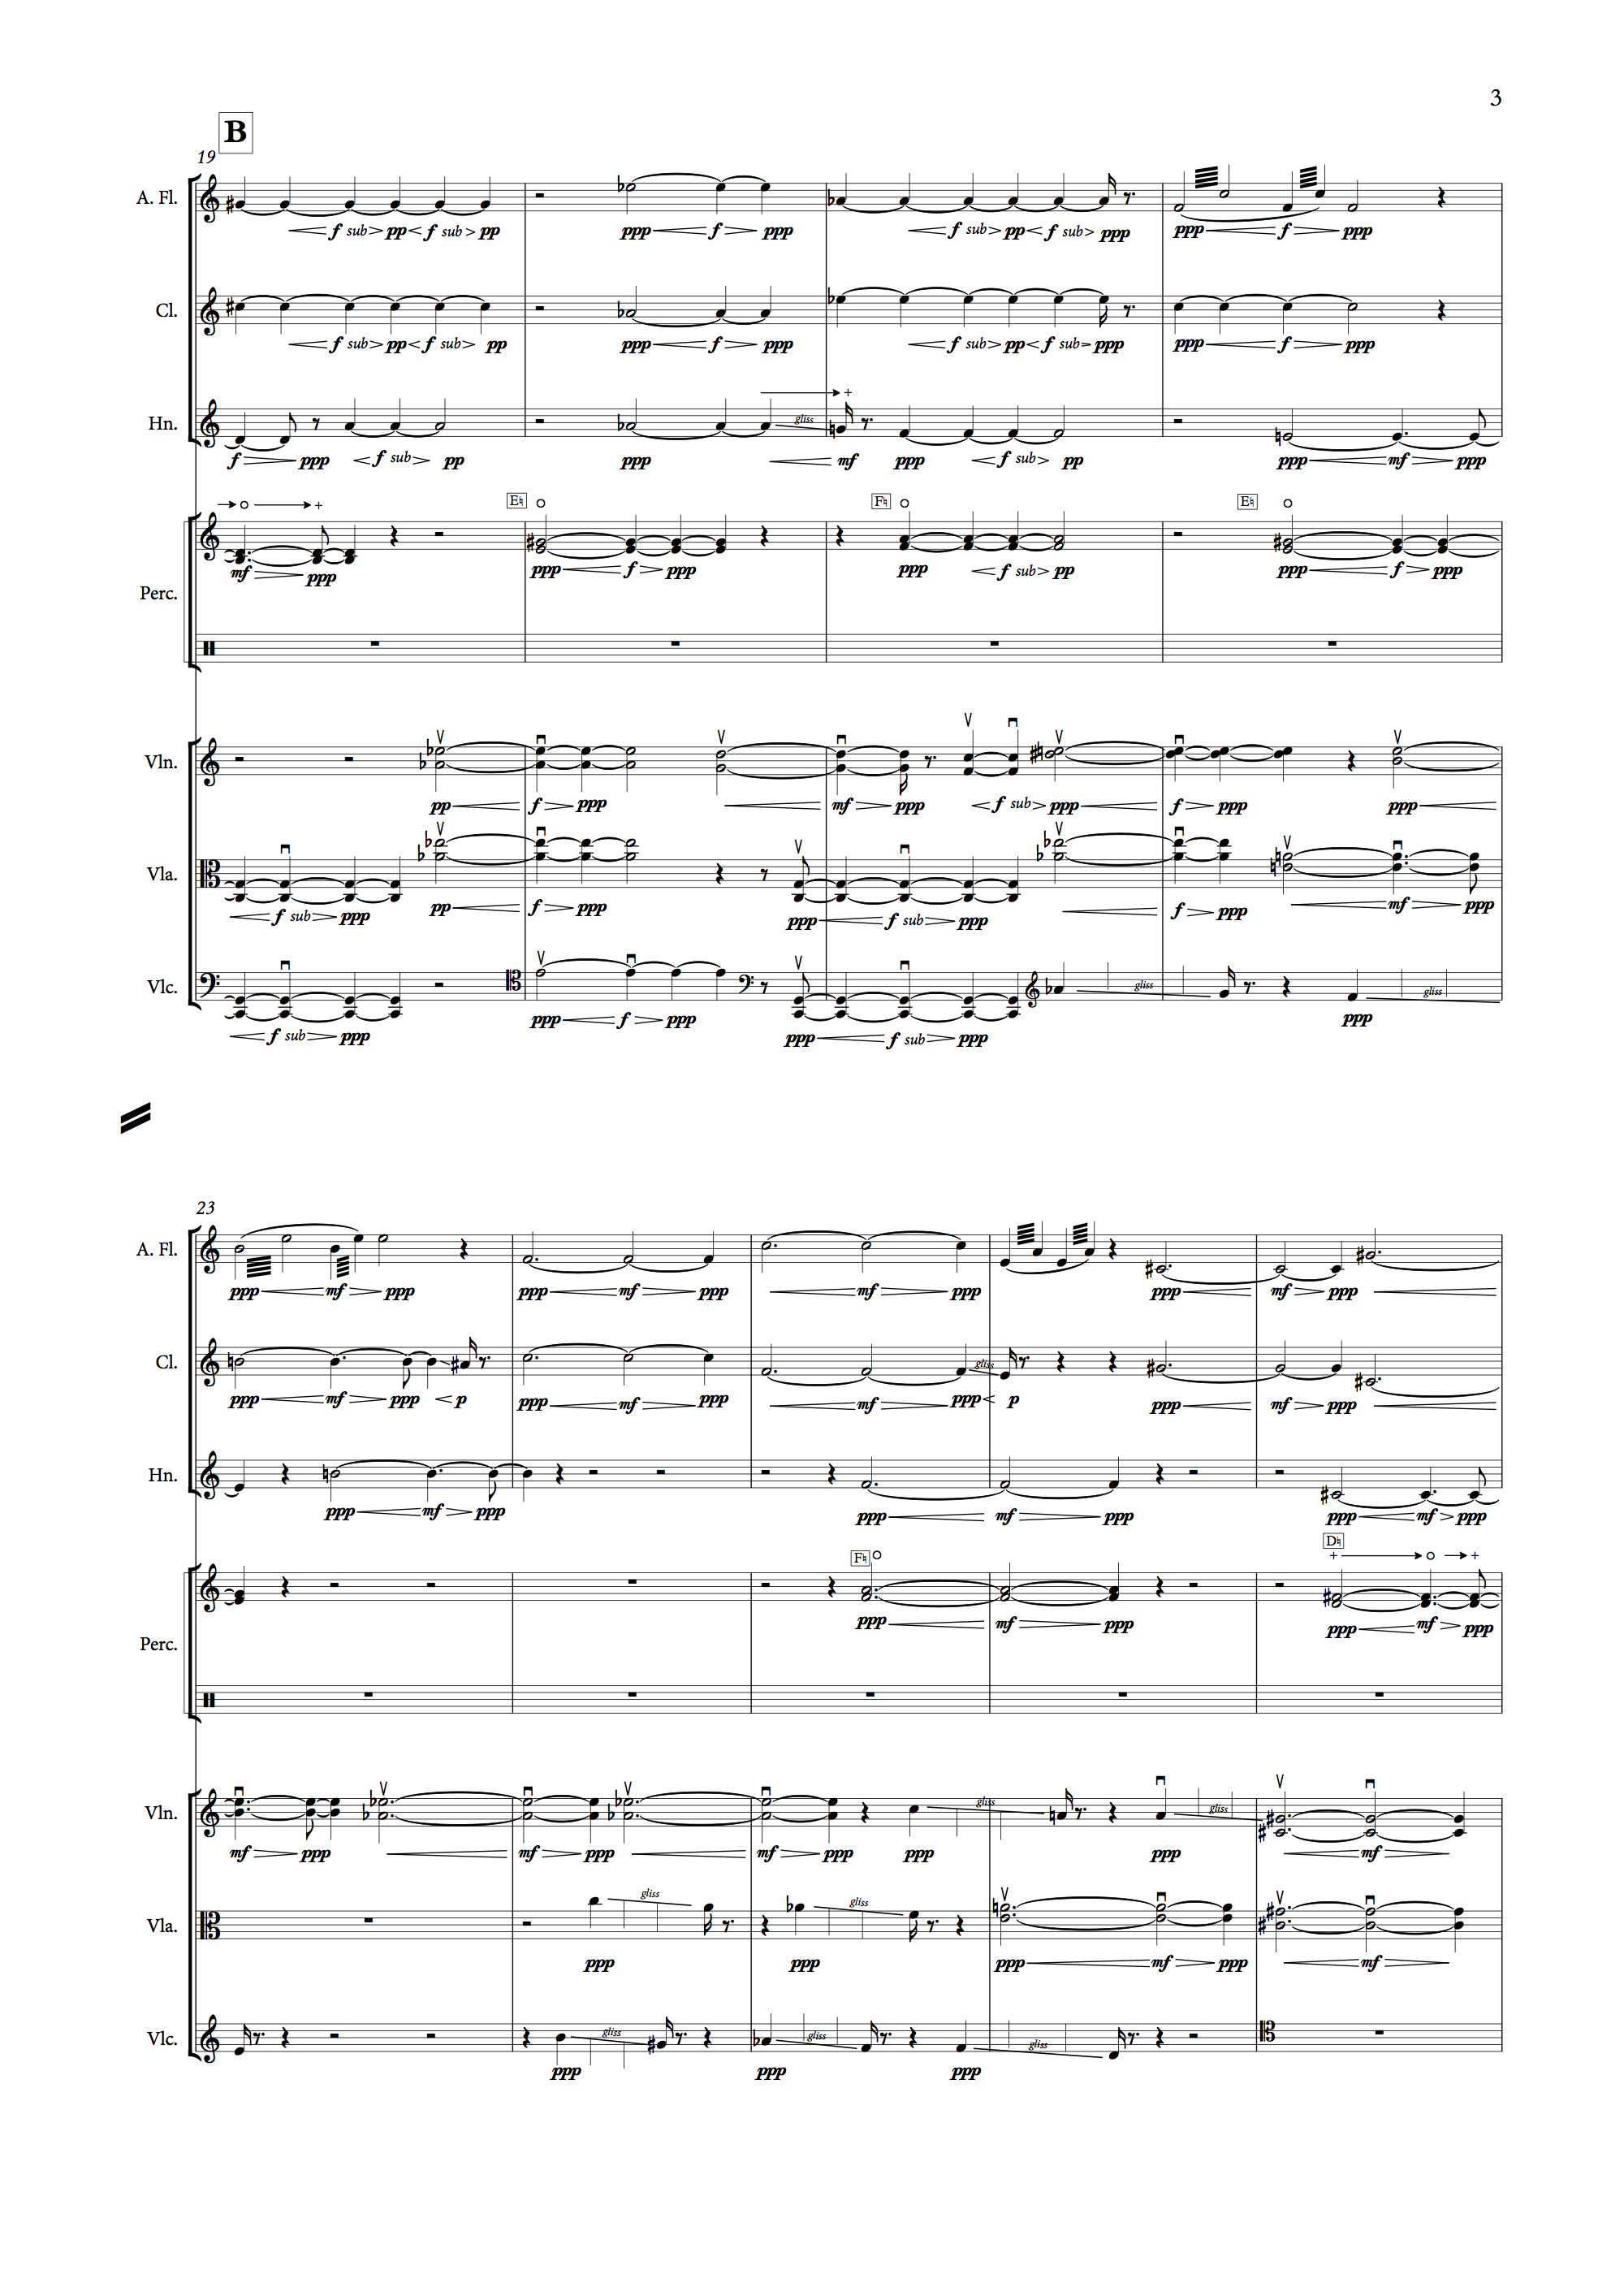 3
B
19
A. Fl.
f sub pp f sub pp ppp f ppp f sub pp f sub ppp ppp f ppp
Cl.
f sub pp f sub pp ppp f ppp f sub pp f sub ppp ppp f ppp
+
gliss
Hn.
f ppp f sub pp ppp mf ppp f sub pp ppp mf ppp
o + E♮ o F♮ o E♮ o
mf ppp ppp f ppp ppp f sub pp ppp f ppp
Perc.
Vln.
pp f ppp mf ppp f sub ppp f ppp ppp
Vla.
f sub ppp pp f ppp ppp f sub ppp f ppp mf ppp
Vlc.
gliss gliss
f sub ppp ppp f ppp ppp f sub ppp ppp
23
A. Fl.
ppp mf ppp ppp mf ppp mf ppp ppp mf ppp
Cl.
gliss
ppp mf ppp p ppp mf ppp mf ppp p ppp mf ppp
Hn.
ppp mf ppp ppp mf ppp ppp mf ppp
F♮ o D♮ + o +
ppp mf ppp ppp mf ppp
Perc.
Vln.
gliss gliss
mf ppp mf ppp mf ppp ppp ppp mf
Vla.
gliss gliss
ppp ppp ppp mf ppp mf
Vlc.
gliss gliss gliss
ppp ppp ppp